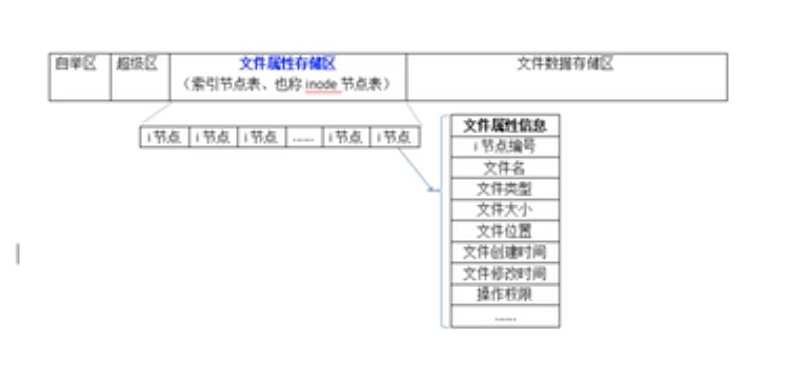 自举区
超级区
文件属性存储区
（索引节点表、也称 inode 节点表）
文件数据存储区
i 节点
i 节点
i 节点
……
i 节点
i 节点
文件属性信息
i 节点编号
文件名
文件类型
文件大小
文件位置
文件创建时间
文件修改时间
操作权限
……